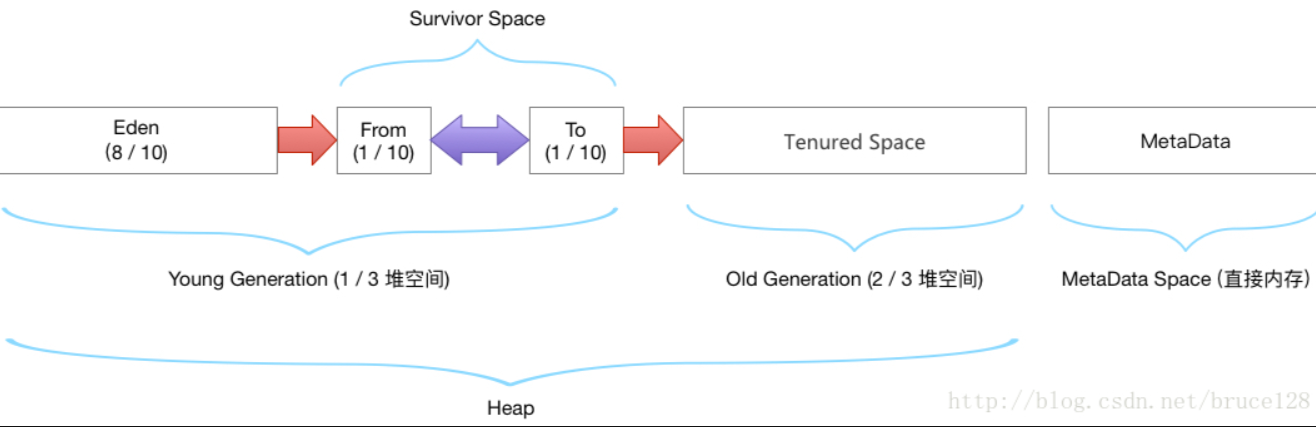 Survivor Space
Eden
(8 / 10)
From
(1 / 10)
To
(1 / 10)
Tenured Space
MetaData
Young Generation (1 / 3 堆空间)
Old Generation (2 / 3 堆空间)
MetaData Space (直接内存)
Heap
http://blog.csdn.net/bruce128